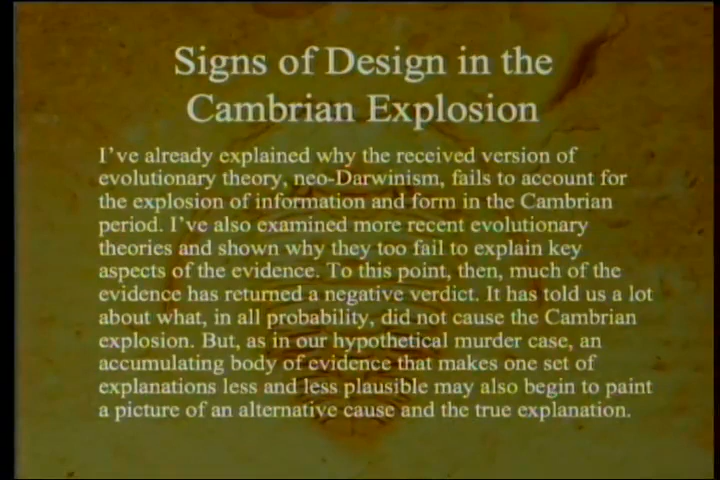 Signs of Design in the
Cambrian Explosion
I've already explained why the received version of
evolutionary theory, neo-Darwinism, fails to account for
the explosion of information and form in the Cambrian
period. I've also examined more recent evolutionary
theories and shown why they too fail to explain key
aspects of the evidence. To this point, then, much of the
evidence has returned a negative verdict. It has told us a lot
about what, in all probability, did not cause the Cambrian
explosion. But, as in our hypothetical murder case, an
accumulating body of evidence that makes one set of
explanations less and less plausible may also begin to paint
a picture of an alternative cause and the true explanation.